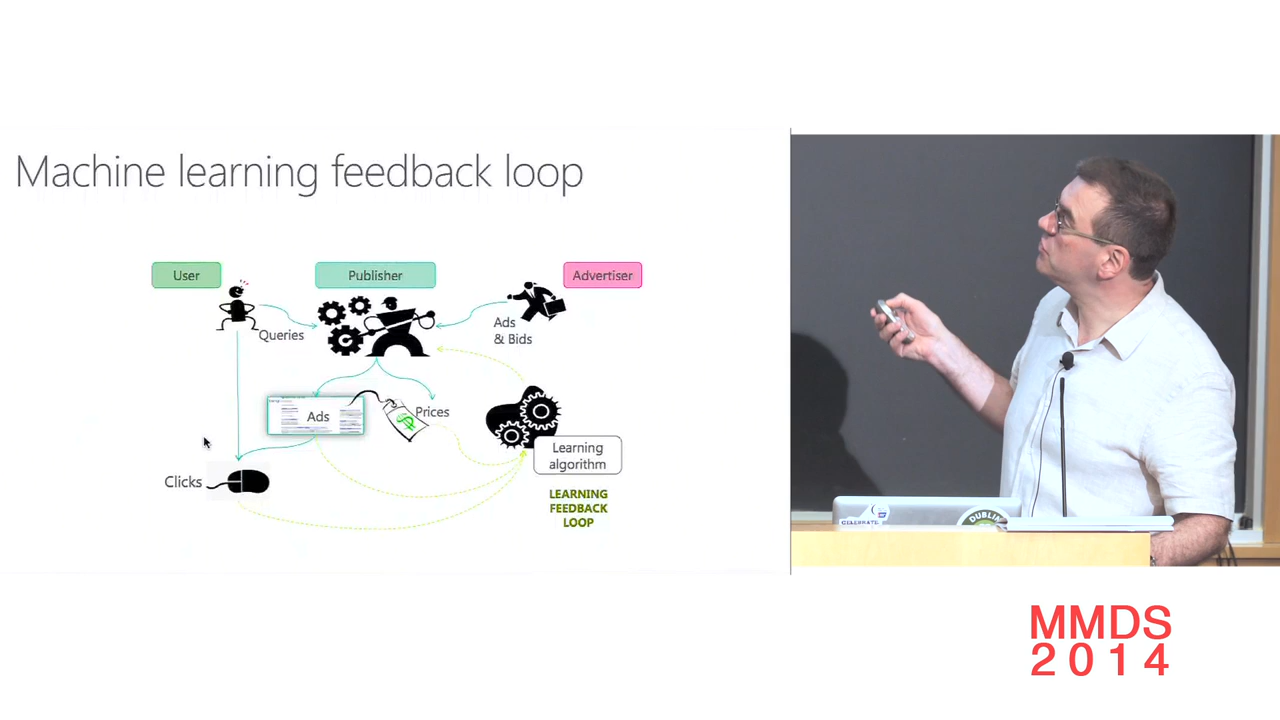 Machine learning feedback loop
User
Publisher
Advertiser
Queries
Ads
& Bids
Ads
Prices
Learning
algorithm
Clicks
LEARNING
FEEDBACK
LOOP
DUBLIN
MMDS
2014